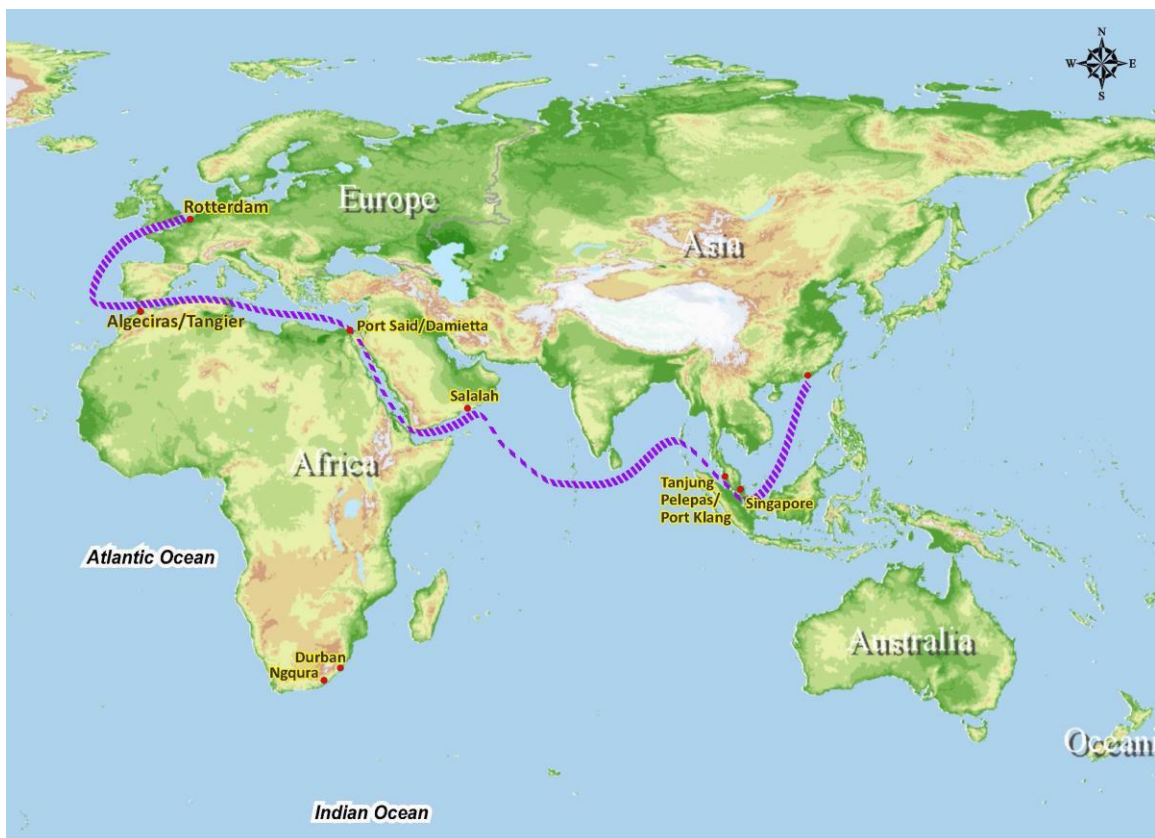 N
W E
S
Europe
Rotterdam
Asia
Algeciras/Tangier
Port Said/Damietta
Salalah
Africa
Tanjung
Pelepas/
Port Klang
Singapore
Atlantic Ocean
Australia
Durban
Ngqura
Oceani
Indian Ocean